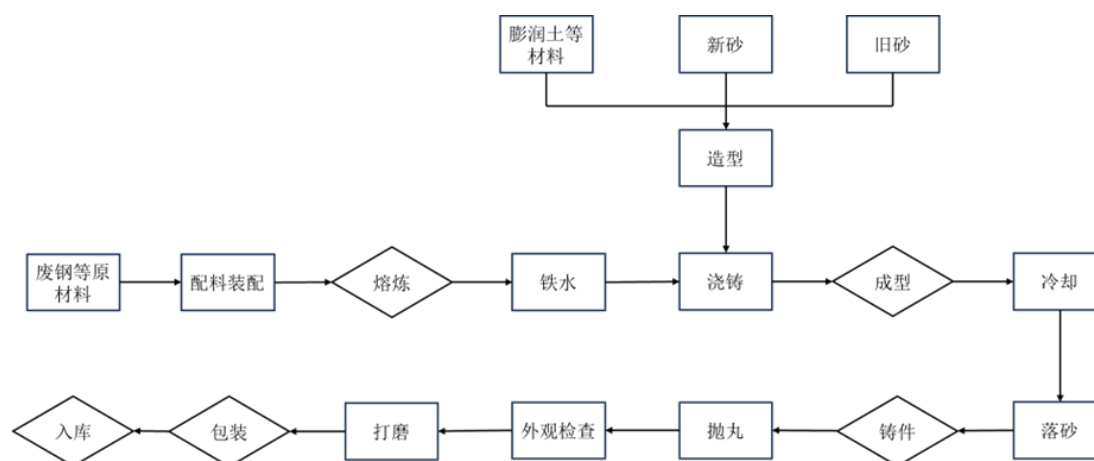 膨润土等
材料
新砂
旧砂
造型
废钢等原
材料
配料装配
熔炼
铁水
浇铸
成型
冷却
入库
包装
打磨
外观检查
抛丸
铸件
落砂